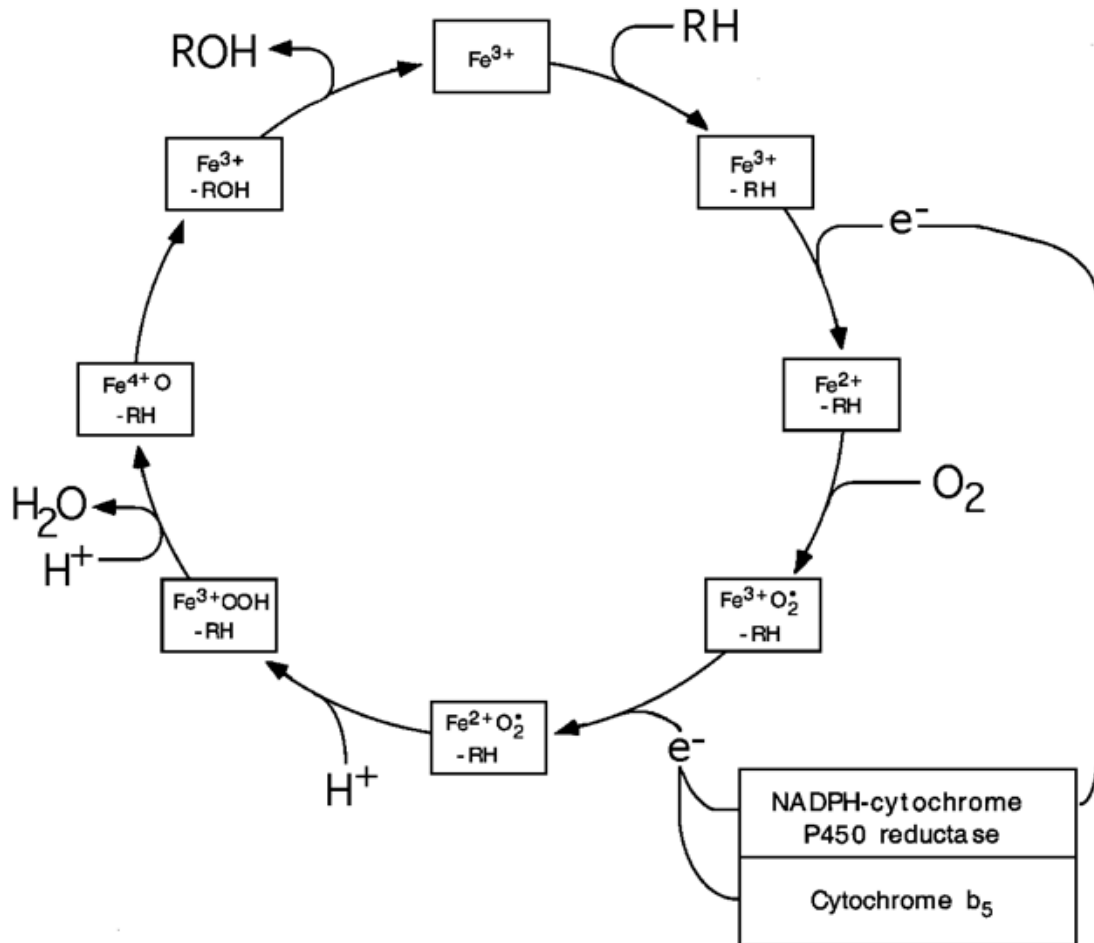 RH
ROH
Fe³⁺
Fe³⁺
-RH
e⁻
Fe²⁺
-RH
O₂
Fe³⁺O₂•
-RH
e⁻
NADPH-cytochrome
P450 reductase
Cytochrome b₅
Fe²⁺O₂•
-RH
H⁺
Fe³⁺OOH
-RH
H⁺
H₂O
Fe⁴⁺O
-RH
Fe³⁺
-ROH